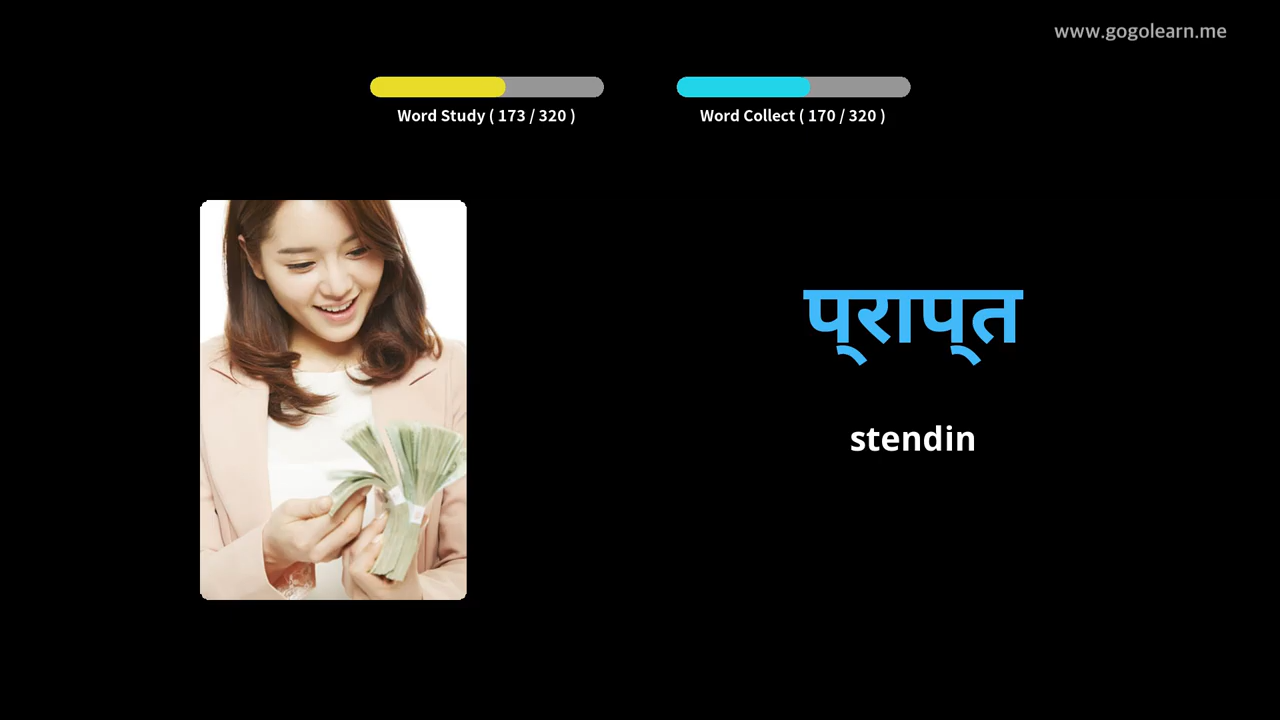 www.gogolearn.me
Word Study ( 173 / 320 )
Word Collect ( 170 / 320 )
प्राप्त
stendin